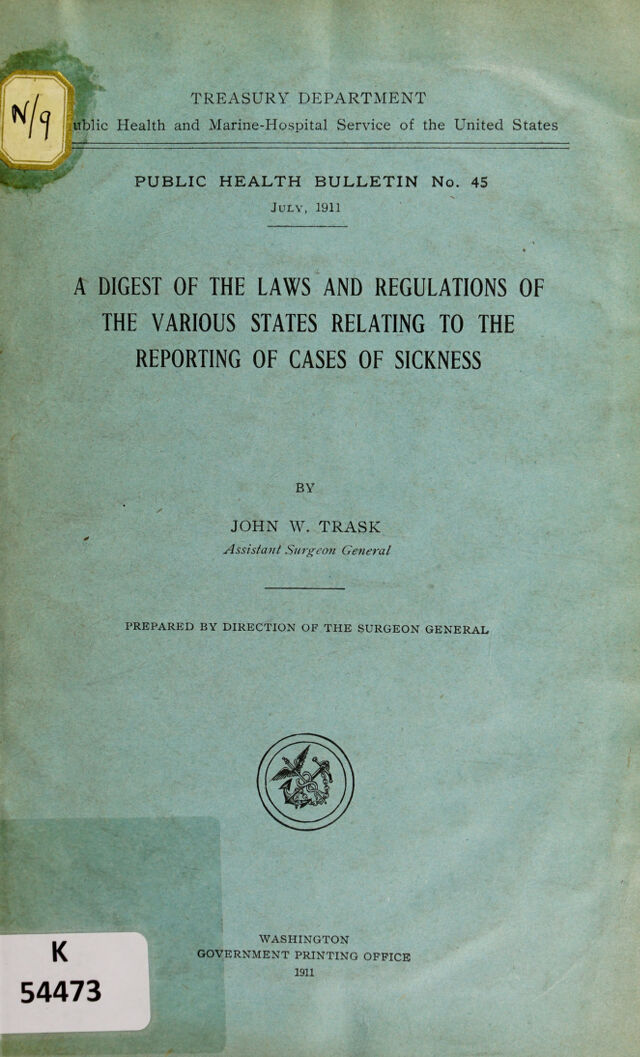 TREASURY DEPARTMENT
N/9
ublic Health and Marine-Hospital Service of the United States
PUBLIC HEALTH BULLETIN No. 45
JULY, 1911
A DIGEST OF THE LAWS AND REGULATIONS OF
THE VARIOUS STATES RELATING TO THE
REPORTING OF CASES OF SICKNESS
BY
JOHN W. TRASK
Assistant Surgeon General
PREPARED BY DIRECTION OF THE SURGEON GENERAL
WASHINGTON
GOVERNMENT PRINTING OFFICE
1911
K
54473